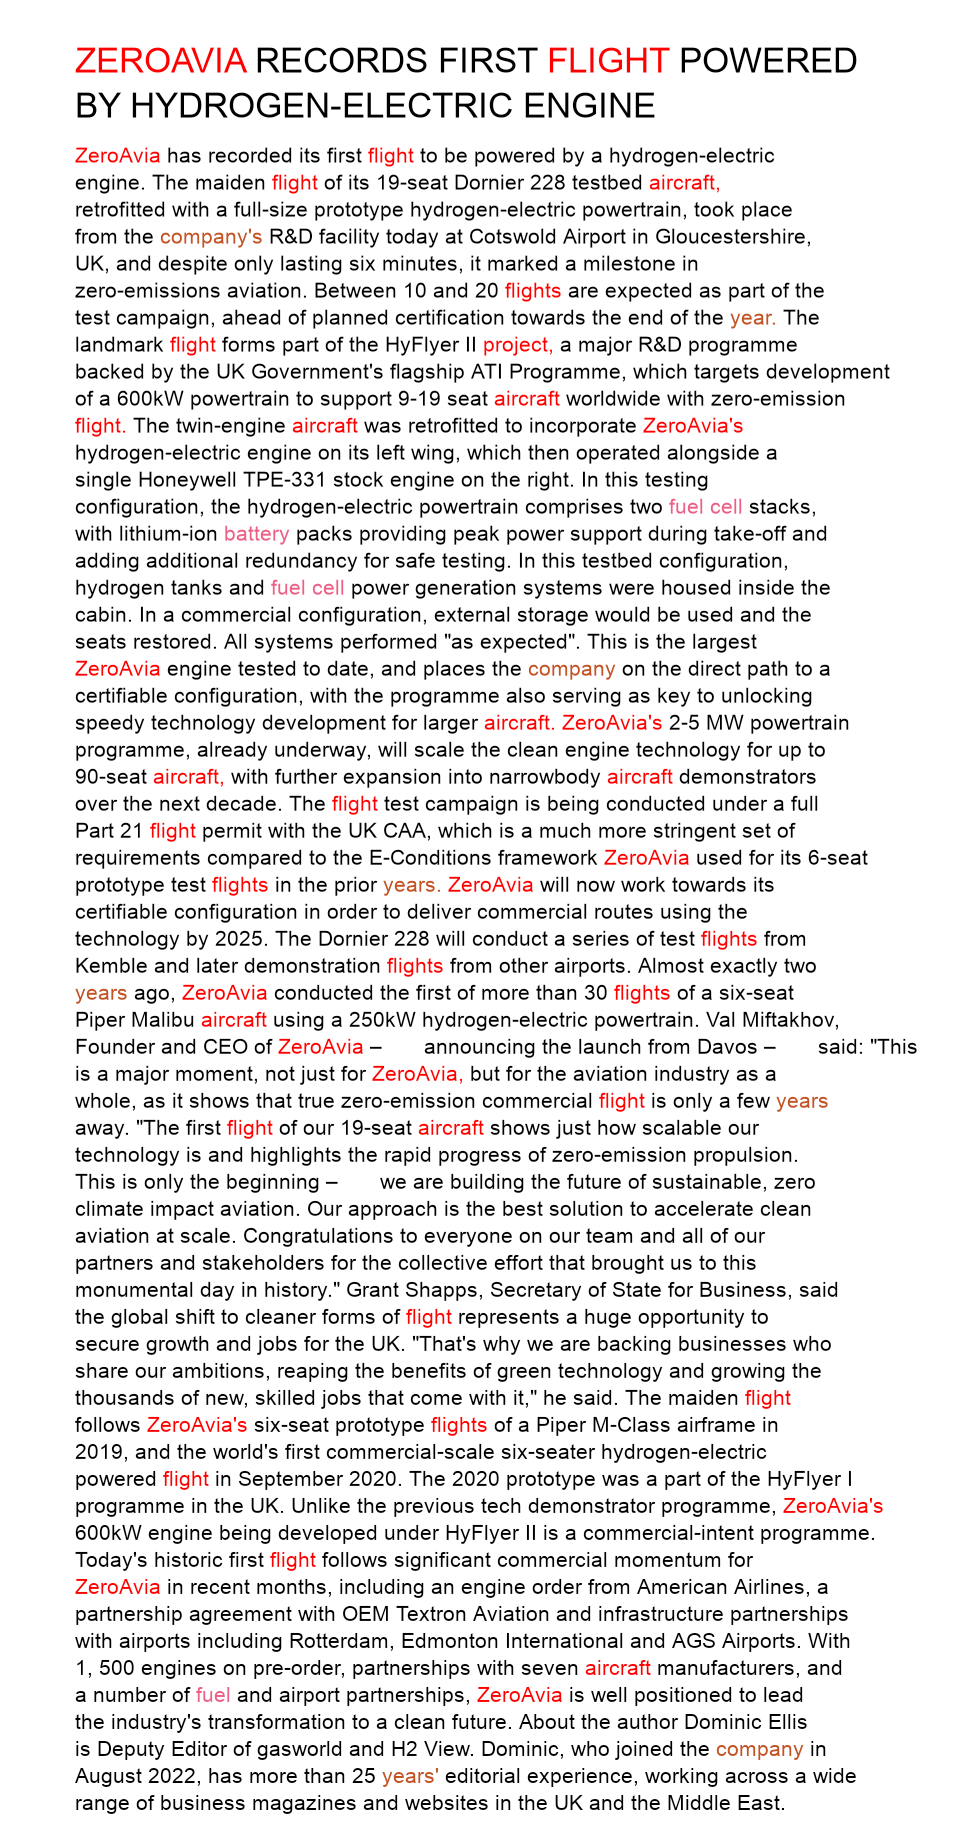 ZEROAVIA RECORDS FIRST FLIGHT POWERED
BY HYDROGEN-ELECTRIC ENGINE
ZeroAvia has recorded its first flight to be powered by a hydrogen-electric
engine. The maiden flight of its 19-seat Dornier 228 testbed aircraft,
retrofitted with a full-size prototype hydrogen-electric powertrain, took place
from the company's R&D facility today at Cotswold Airport in Gloucestershire,
UK, and despite only lasting six minutes, it marked a milestone in
zero-emissions aviation. Between 10 and 20 flights are expected as part of the
test campaign, ahead of planned certification towards the end of the year. The
landmark flight forms part of the HyFlyer II project, a major R&D programme
backed by the UK Government's flagship ATI Programme, which targets development
of a 600kW powertrain to support 9-19 seat aircraft worldwide with zero-emission
flight. The twin-engine aircraft was retrofitted to incorporate ZeroAvia's
hydrogen-electric engine on its left wing, which then operated alongside a
single Honeywell TPE-331 stock engine on the right. In this testing
configuration, the hydrogen-electric powertrain comprises two fuel cell stacks,
with lithium-ion battery packs providing peak power support during take-off and
adding additional redundancy for safe testing. In this testbed configuration,
hydrogen tanks and fuel cell power generation systems were housed inside the
cabin. In a commercial configuration, external storage would be used and the
seats restored. All systems performed "as expected". This is the largest
ZeroAvia engine tested to date, and places the company on the direct path to a
certifiable configuration, with the programme also serving as key to unlocking
speedy technology development for larger aircraft. ZeroAvia's 2-5 MW powertrain
programme, already underway, will scale the clean engine technology for up to
90-seat aircraft, with further expansion into narrowbody aircraft demonstrators
over the next decade. The flight test campaign is being conducted under a full
Part 21 flight permit with the UK CAA, which is a much more stringent set of
requirements compared to the E-Conditions framework ZeroAvia used for its 6-seat
prototype test flights in the prior years. ZeroAvia will now work towards its
certifiable configuration in order to deliver commercial routes using the
technology by 2025. The Dornier 228 will conduct a series of test flights from
Kemble and later demonstration flights from other airports. Almost exactly two
years ago, ZeroAvia conducted the first of more than 30 flights of a six-seat
Piper Malibu aircraft using a 250kW hydrogen-electric powertrain. Val Miftakhov,
Founder and CEO of ZeroAvia – announcing the launch from Davos – said: "This
is a major moment, not just for ZeroAvia, but for the aviation industry as a
whole, as it shows that true zero-emission commercial flight is only a few years
away. "The first flight of our 19-seat aircraft shows just how scalable our
technology is and highlights the rapid progress of zero-emission propulsion.
This is only the beginning – we are building the future of sustainable, zero
climate impact aviation. Our approach is the best solution to accelerate clean
aviation at scale. Congratulations to everyone on our team and all of our
partners and stakeholders for the collective effort that brought us to this
monumental day in history." Grant Shapps, Secretary of State for Business, said
the global shift to cleaner forms of flight represents a huge opportunity to
secure growth and jobs for the UK. "That's why we are backing businesses who
share our ambitions, reaping the benefits of green technology and growing the
thousands of new, skilled jobs that come with it," he said. The maiden flight
follows ZeroAvia's six-seat prototype flights of a Piper M-Class airframe in
2019, and the world's first commercial-scale six-seater hydrogen-electric
powered flight in September 2020. The 2020 prototype was a part of the HyFlyer I
programme in the UK. Unlike the previous tech demonstrator programme, ZeroAvia's
600kW engine being developed under HyFlyer II is a commercial-intent programme.
Today's historic first flight follows significant commercial momentum for
ZeroAvia in recent months, including an engine order from American Airlines, a
partnership agreement with OEM Textron Aviation and infrastructure partnerships
with airports including Rotterdam, Edmonton International and AGS Airports. With
1, 500 engines on pre-order, partnerships with seven aircraft manufacturers, and
a number of fuel and airport partnerships, ZeroAvia is well positioned to lead
the industry's transformation to a clean future. About the author Dominic Ellis
is Deputy Editor of gasworld and H2 View. Dominic, who joined the company in
August 2022, has more than 25 years' editorial experience, working across a wide
range of business magazines and websites in the UK and the Middle East.